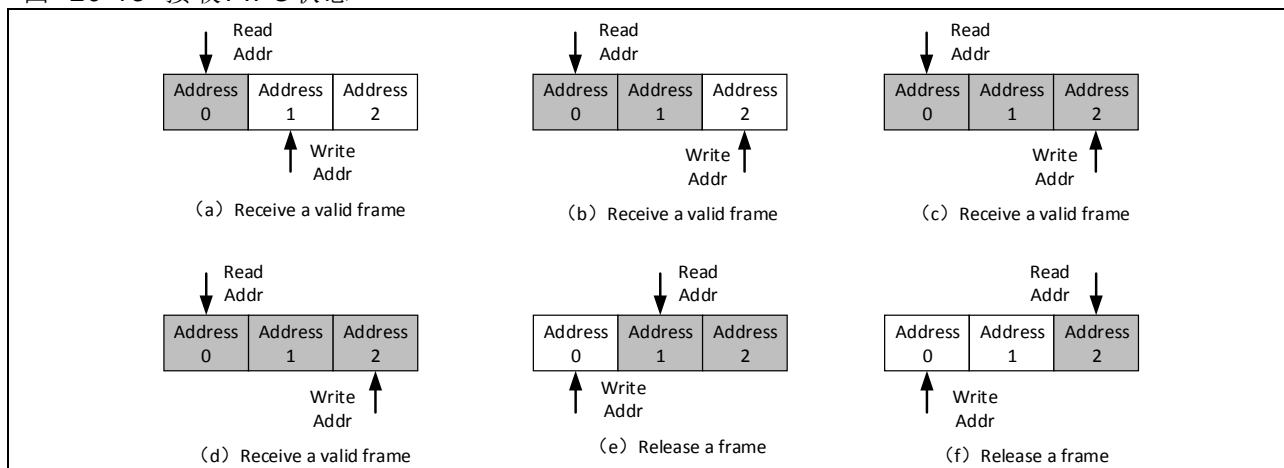 接收FIFO状态
Read
Addr
Address
0
Address
1
Address
2
Write
Addr
（a）Receive a valid frame
Read
Addr
Address
0
Address
1
Address
2
Write
Addr
（b）Receive a valid frame
Read
Addr
Address
0
Address
1
Address
2
Write
Addr
（c）Receive a valid frame
Read
Addr
Address
0
Address
1
Address
2
Write
Addr
（d）Receive a valid frame
Read
Addr
Address
0
Address
1
Address
2
Write
Addr
（e）Release a frame
Read
Addr
Address
0
Address
1
Address
2
Write
Addr
（f）Release a frame